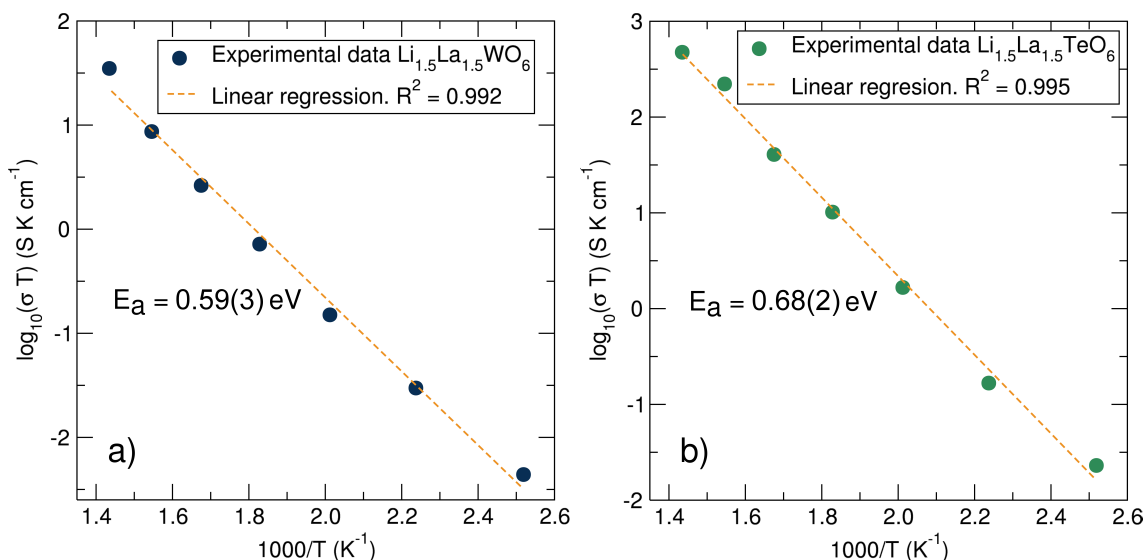 Experimental data Li1.5La1.5WO6
Linear regression. R2 = 0.992
Ea = 0.59(3) eV
a)
log10(σ T) (S K cm-1)
2
1
0
-1
-2
1.4 1.6 1.8 2.0 2.2 2.4 2.6
1000/T (K-1)
Experimental data Li1.5La1.5TeO6
Linear regresion. R2 = 0.995
Ea = 0.68(2) eV
b)
log10(σ T) (S K cm-1)
3
2
1
0
-1
-2
1.4 1.6 1.8 2.0 2.2 2.4 2.6
1000/T (K-1)